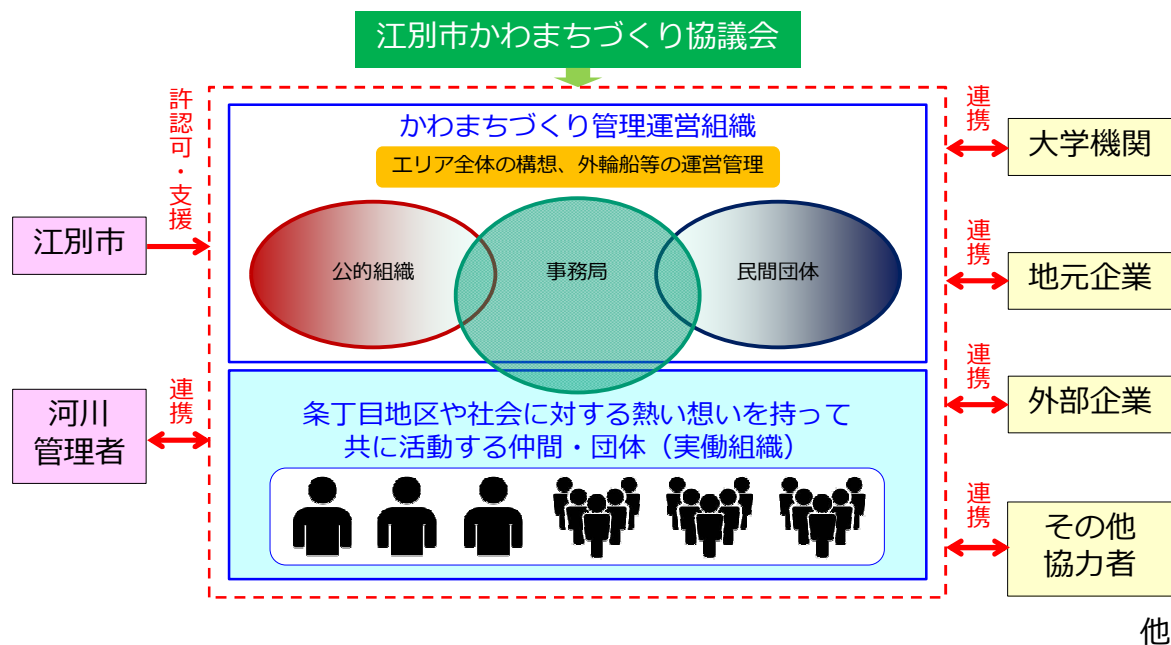 江別市かわまちづくり協議会
許認可・支援
江別市
連携
河川
管理者
かわまちづくり管理運営組織
エリア全体の構想、外輪船等の運営管理
公的組織
事務局
民間団体
条丁目地区や社会に対する熱い想いを持って
共に活動する仲間・団体（実働組織）
連携
大学機関
連携
地元企業
連携
外部企業
連携
その他
協力者
他